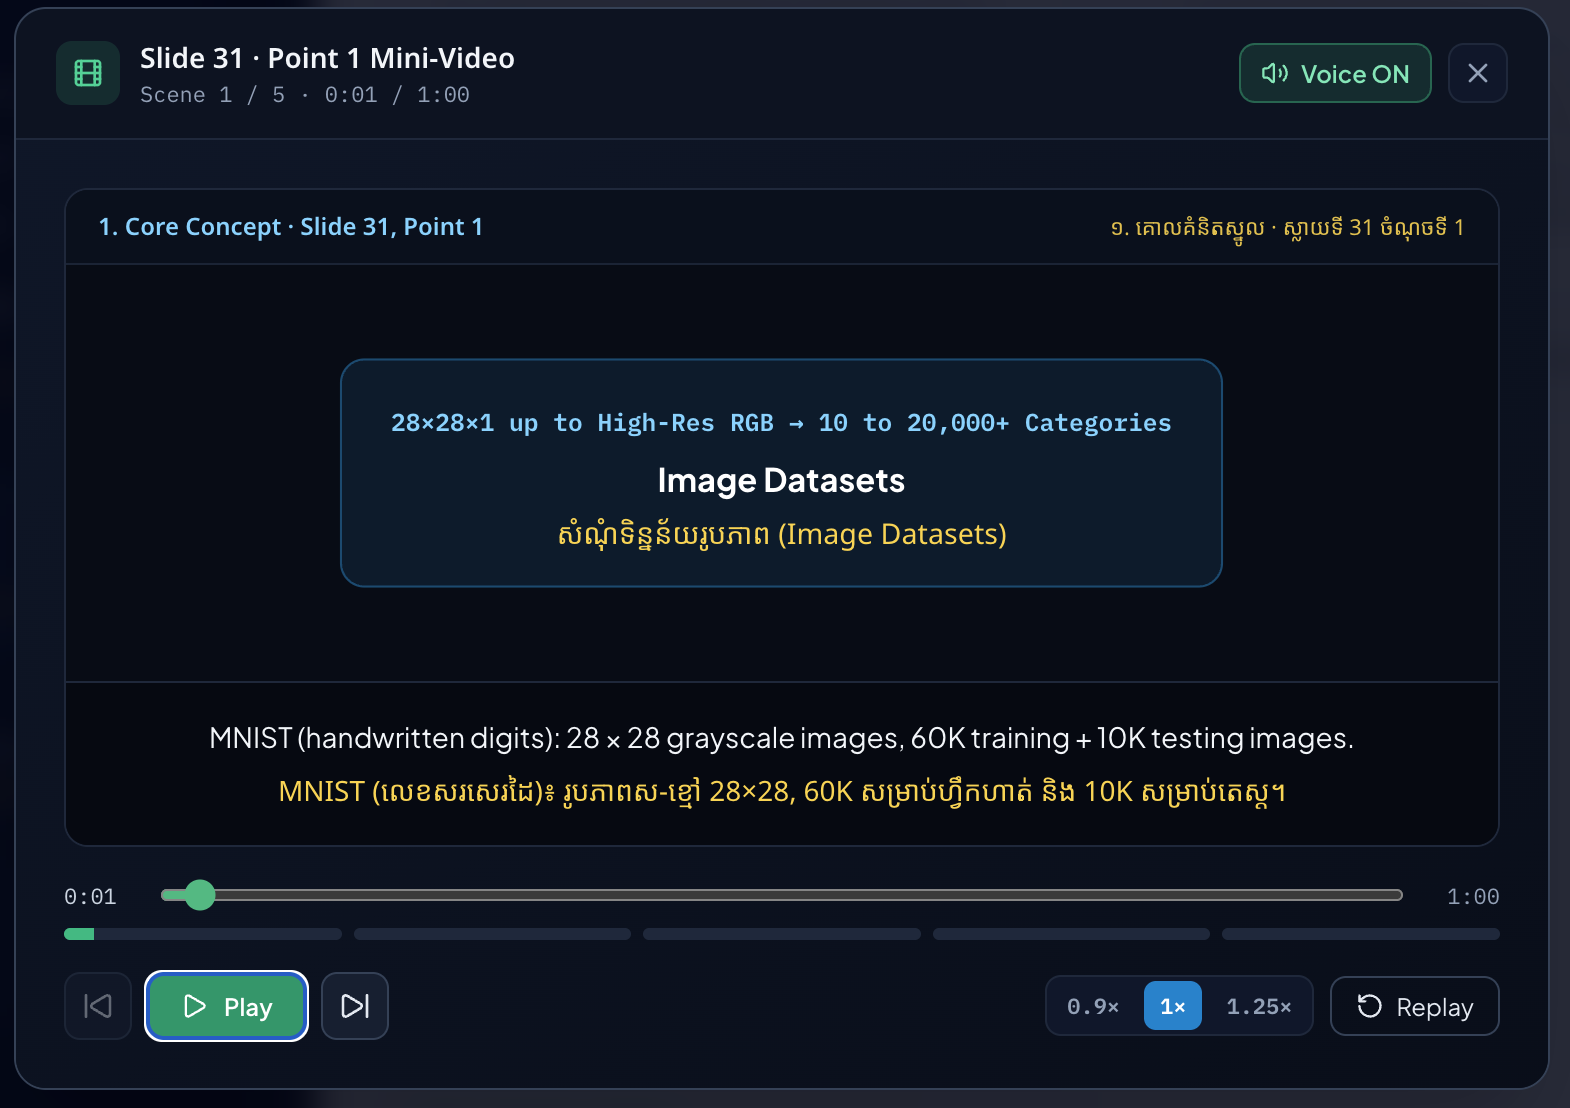 Slide 31 · Point 1 Mini-Video
Scene 1 / 5 · 0:01 / 1:00
Voice ON
1. Core Concept · Slide 31, Point 1
១. គោលគំនិតស្នូល · ស្លាយទី 31 ចំណុចទី 1
28×28×1 up to High-Res RGB → 10 to 20,000+ Categories
Image Datasets
សំណុំទិន្នន័យរូបភាព (Image Datasets)
MNIST (handwritten digits): 28 × 28 grayscale images, 60K training + 10K testing images.
MNIST (លេខសរសេរដៃ)៖ រូបភាពស-ខ្មៅ 28×28, 60K សម្រាប់ហ្វឹកហាត់ និង 10K សម្រាប់តេស្ត។
0:01
1:00
Play
0.9×
1×
1.25×
Replay